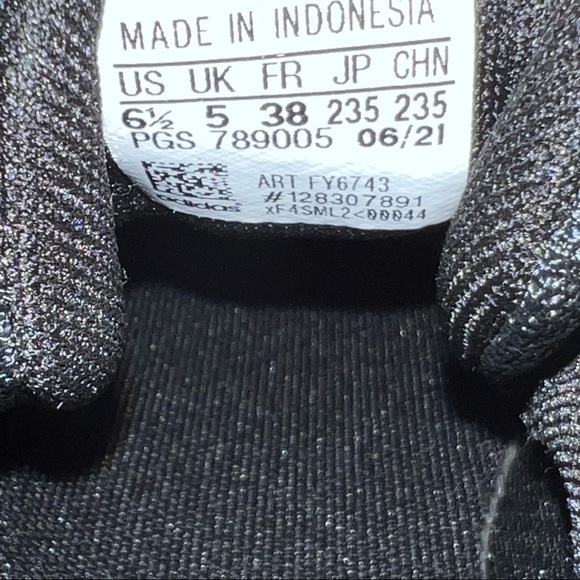 MADE IN INDONESIA
US UK FR JP CHN
6½ 5 38 235 235
PGS 789005 06/21
ART FY6743
#128307891
adidas xF4SML2<00044